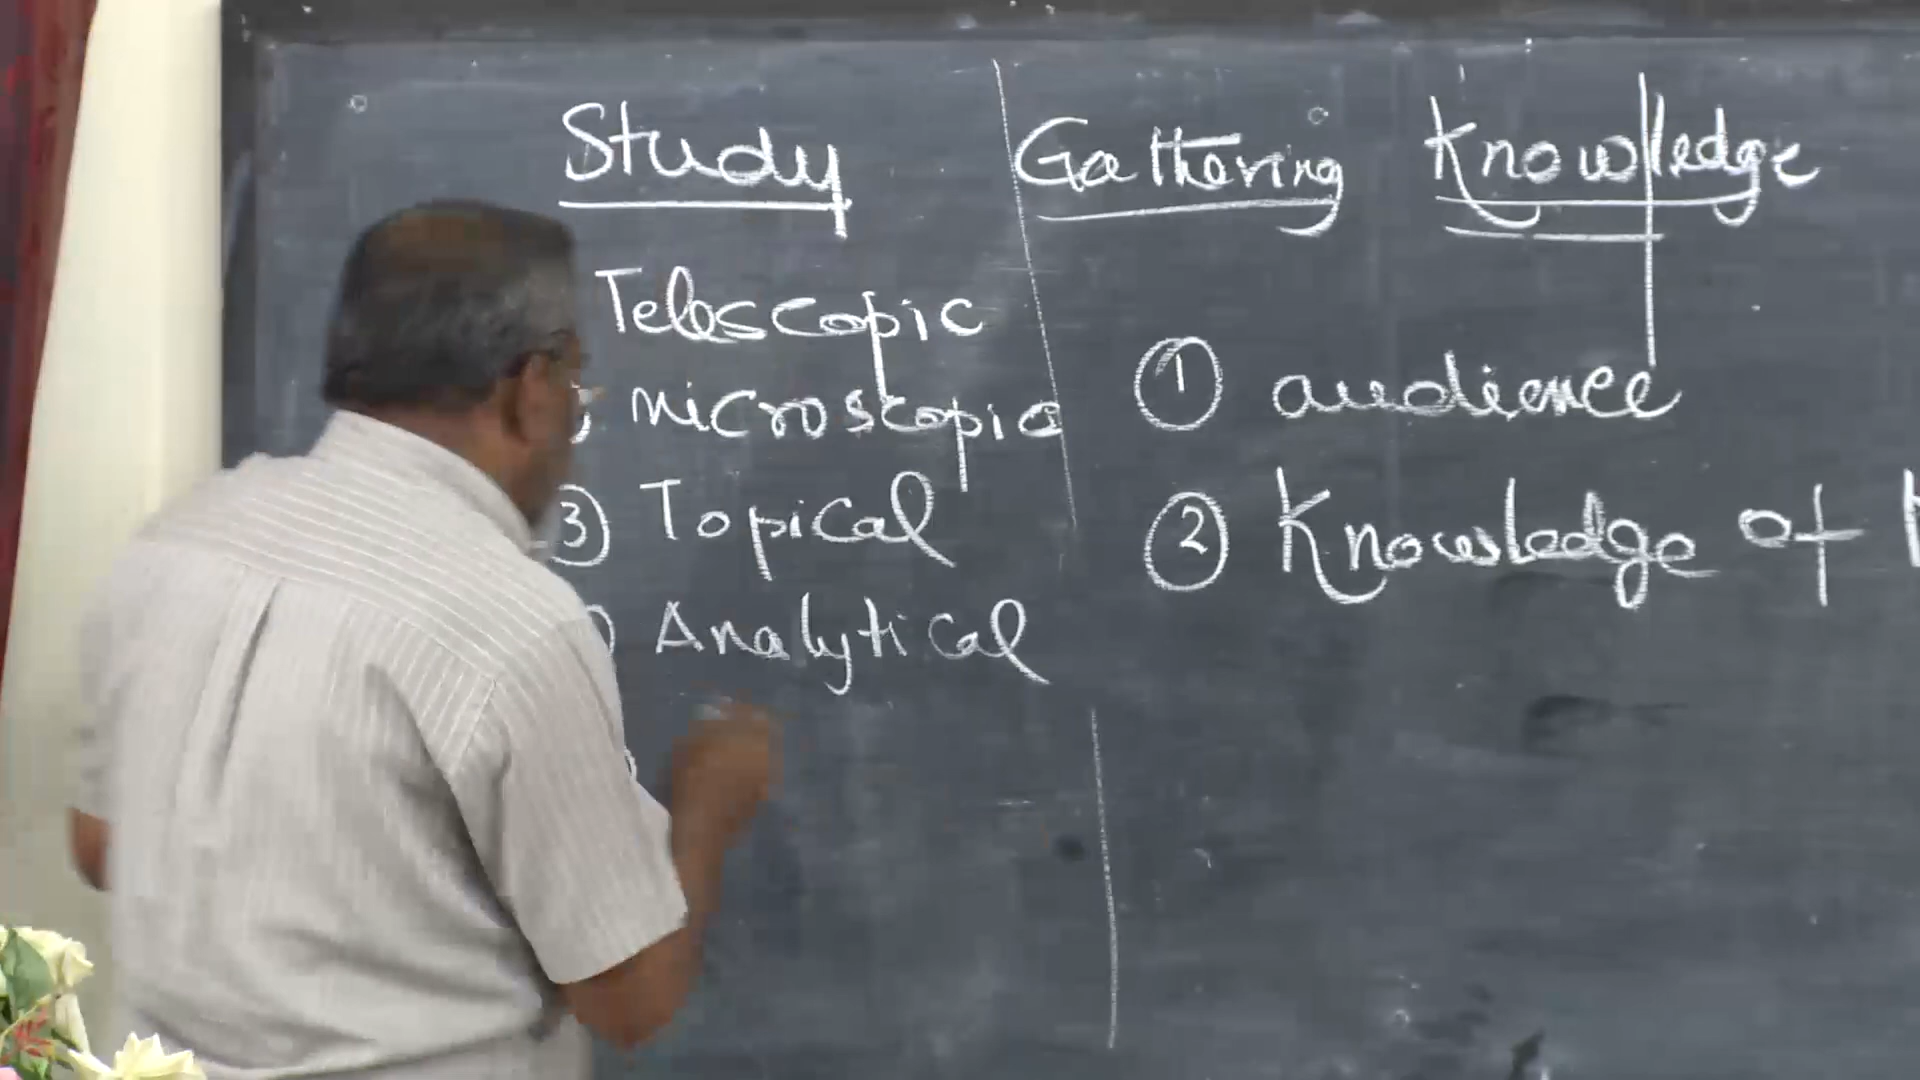 Study
Telescopic
microscopic
③ Topical
Analytical
Gathering Knowledge
① audience
② Knowledge of